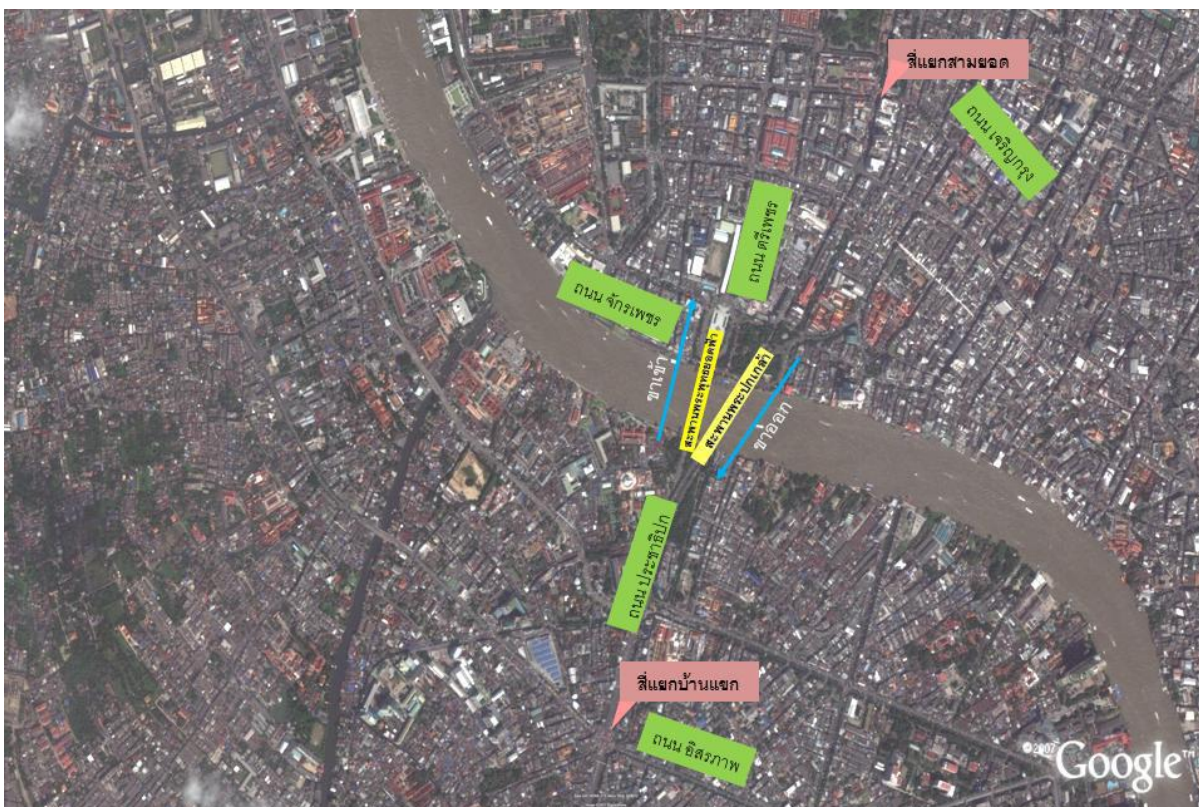 สี่แยกสามยอด
ถนน เจริญกรุง
ถนน ตรีเพชร
ถนน จักรเพชร
ขาเข้า
สะพานพระพุทธยอดฟ้า
สะพานพระปกเกล้า
ขาออก
ถนน ประชาธิปก
สี่แยกบ้านแขก
ถนน อิสรภาพ
©2007 Google™